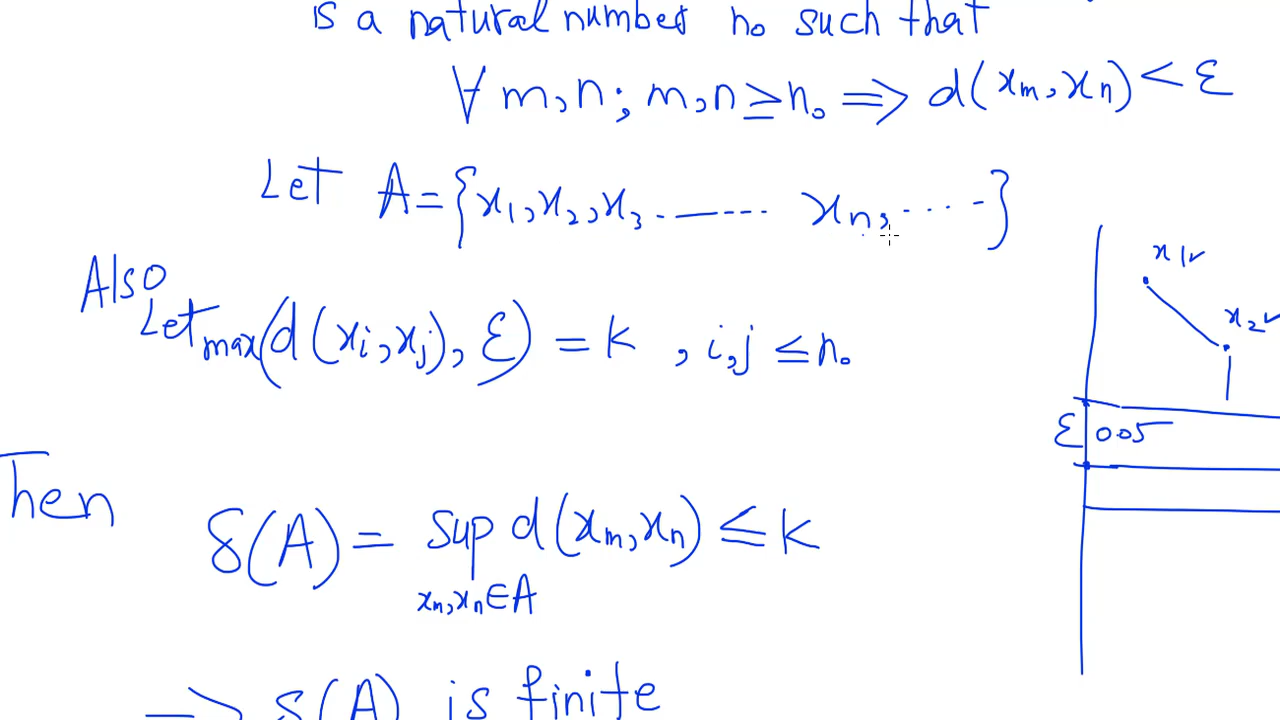 is a natural number n₀ such that
∀ m,n; m,n ≥ n₀ ⟹ d(xₘ,xₙ) < ε
Let A = {x₁,x₂,x₃ ------- xₙ, ....-}
Also
Let max(d(xᵢ,xⱼ), ε) = k , i,j ≤ n₀
x₁✓
x₂✓
ε 0.05
Then δ(A) = sup d(xₘ,xₙ) ≤ k
xₙ,xₙ∈A
⟹ δ(A) is finite